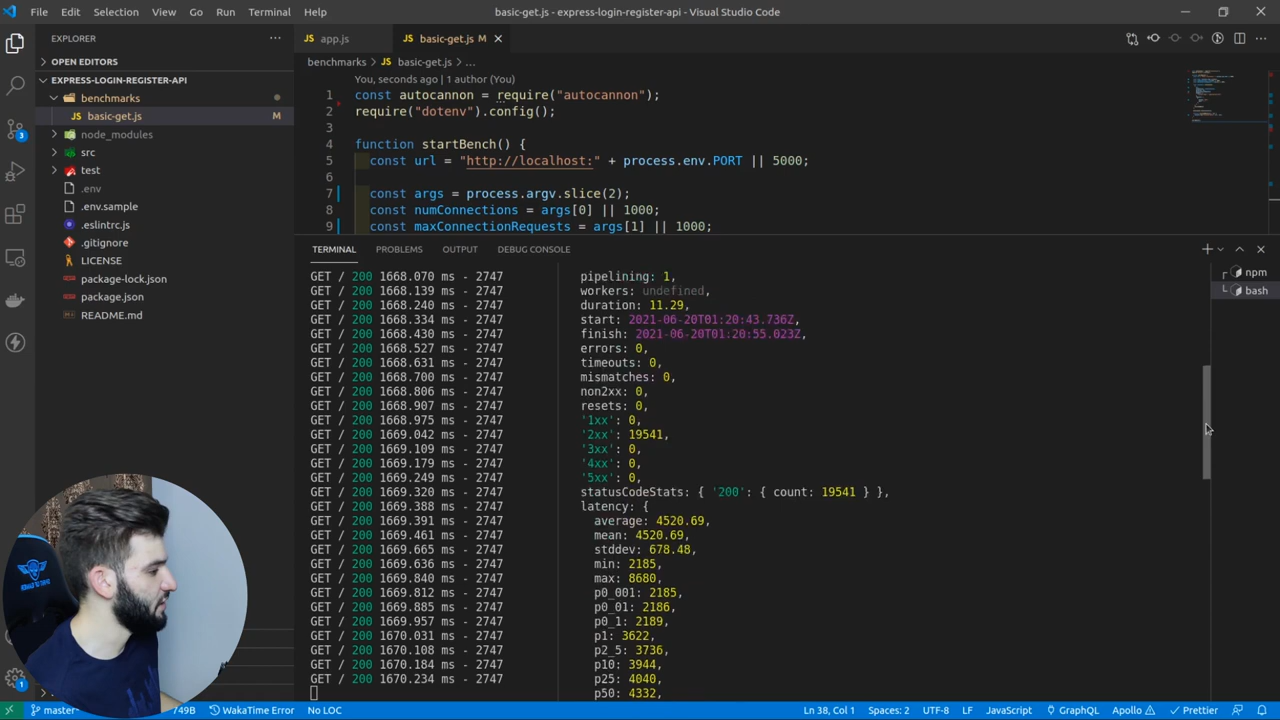 File Edit Selection View Go Run Terminal Help
basic-get.js - express-login-register-api - Visual Studio Code
EXPLORER
OPEN EDITORS
EXPRESS-LOGIN-REGISTER-API
benchmarks
JS basic-get.js M
node_modules
src
test
.env
.env.sample
.eslintrc.js
.gitignore
LICENSE
package-lock.json
package.json
README.md
JS app.js
JS basic-get.js M
benchmarks > JS basic-get.js > ...
You, seconds ago | 1 author (You)
1 const autocannon = require("autocannon");
2 require("dotenv").config();
3
4 function startBench() {
5 const url = "http://localhost:" + process.env.PORT || 5000;
6
7 const args = process.argv.slice(2);
8 const numConnections = args[0] || 1000;
9 const maxConnectionRequests = args[1] || 1000;
TERMINAL PROBLEMS OUTPUT DEBUG CONSOLE
GET / 200 1668.070 ms - 2747
GET / 200 1668.139 ms - 2747
GET / 200 1668.240 ms - 2747
GET / 200 1668.334 ms - 2747
GET / 200 1668.430 ms - 2747
GET / 200 1668.527 ms - 2747
GET / 200 1668.631 ms - 2747
GET / 200 1668.700 ms - 2747
GET / 200 1668.806 ms - 2747
GET / 200 1668.907 ms - 2747
GET / 200 1668.975 ms - 2747
GET / 200 1669.042 ms - 2747
GET / 200 1669.109 ms - 2747
GET / 200 1669.179 ms - 2747
GET / 200 1669.249 ms - 2747
GET / 200 1669.320 ms - 2747
GET / 200 1669.388 ms - 2747
GET / 200 1669.391 ms - 2747
GET / 200 1669.461 ms - 2747
GET / 200 1669.665 ms - 2747
GET / 200 1669.636 ms - 2747
GET / 200 1669.840 ms - 2747
GET / 200 1669.812 ms - 2747
GET / 200 1669.885 ms - 2747
GET / 200 1669.957 ms - 2747
GET / 200 1670.031 ms - 2747
GET / 200 1670.108 ms - 2747
GET / 200 1670.184 ms - 2747
GET / 200 1670.234 ms - 2747
pipelining: 1,
workers: undefined,
duration: 11.29,
start: 2021-06-20T01:20:43.736Z,
finish: 2021-06-20T01:20:55.023Z,
errors: 0,
timeouts: 0,
mismatches: 0,
non2xx: 0,
resets: 0,
'1xx': 0,
'2xx': 19541,
'3xx': 0,
'4xx': 0,
'5xx': 0,
statusCodeStats: { '200': { count: 19541 } },
latency: {
average: 4520.69,
mean: 4520.69,
stddev: 678.48,
min: 2185,
max: 8680,
p0_001: 2185,
p0_01: 2186,
p0_1: 2189,
p1: 3622,
p2_5: 3736,
p10: 3944,
p25: 4040,
p50: 4332,
npm
bash
3
1
master* 749B WakaTime Error No LOC
Ln 38, Col 1 Spaces: 2 UTF-8 LF JavaScript GraphQL Apollo Prettier